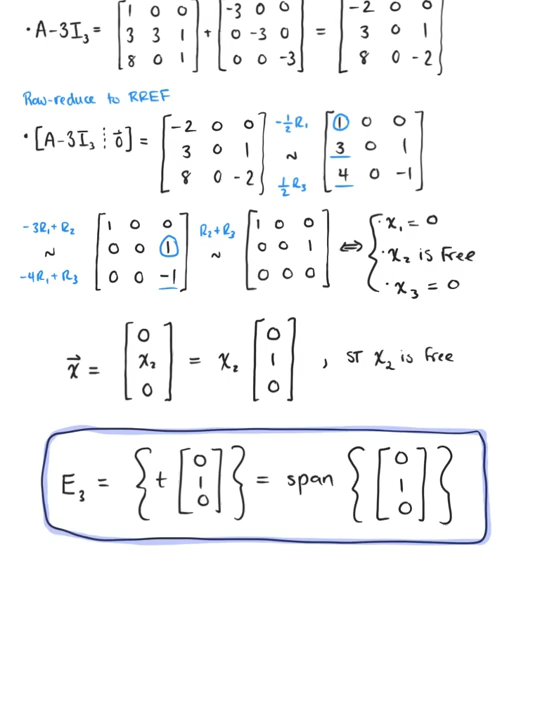 · A-3I₃ = [1 0 0; 3 3 1; 8 0 1] + [-3 0 0; 0 -3 0; 0 0 -3] = [-2 0 0; 3 0 1; 8 0 -2]
Row-reduce to RREF
· [A-3I₃ ⋮ 0⃗] = [-2 0 0; 3 0 1; 8 0 -2] -½R₁ ~ ½R₃ [1 0 0; 3 0 1; 4 0 -1]
-3R₁+R₂ ~ -4R₁+R₃ [1 0 0; 0 0 1; 0 0 -1] R₂+R₃ ~ [1 0 0; 0 0 1; 0 0 0] ⇔ { · x₁ = 0
· x₂ is free
· x₃ = 0
x⃗ = [0; x₂; 0] = x₂ [0; 1; 0] , ST x₂ is free
E₃ = { t [0; 1; 0] } = span { [0; 1; 0] }